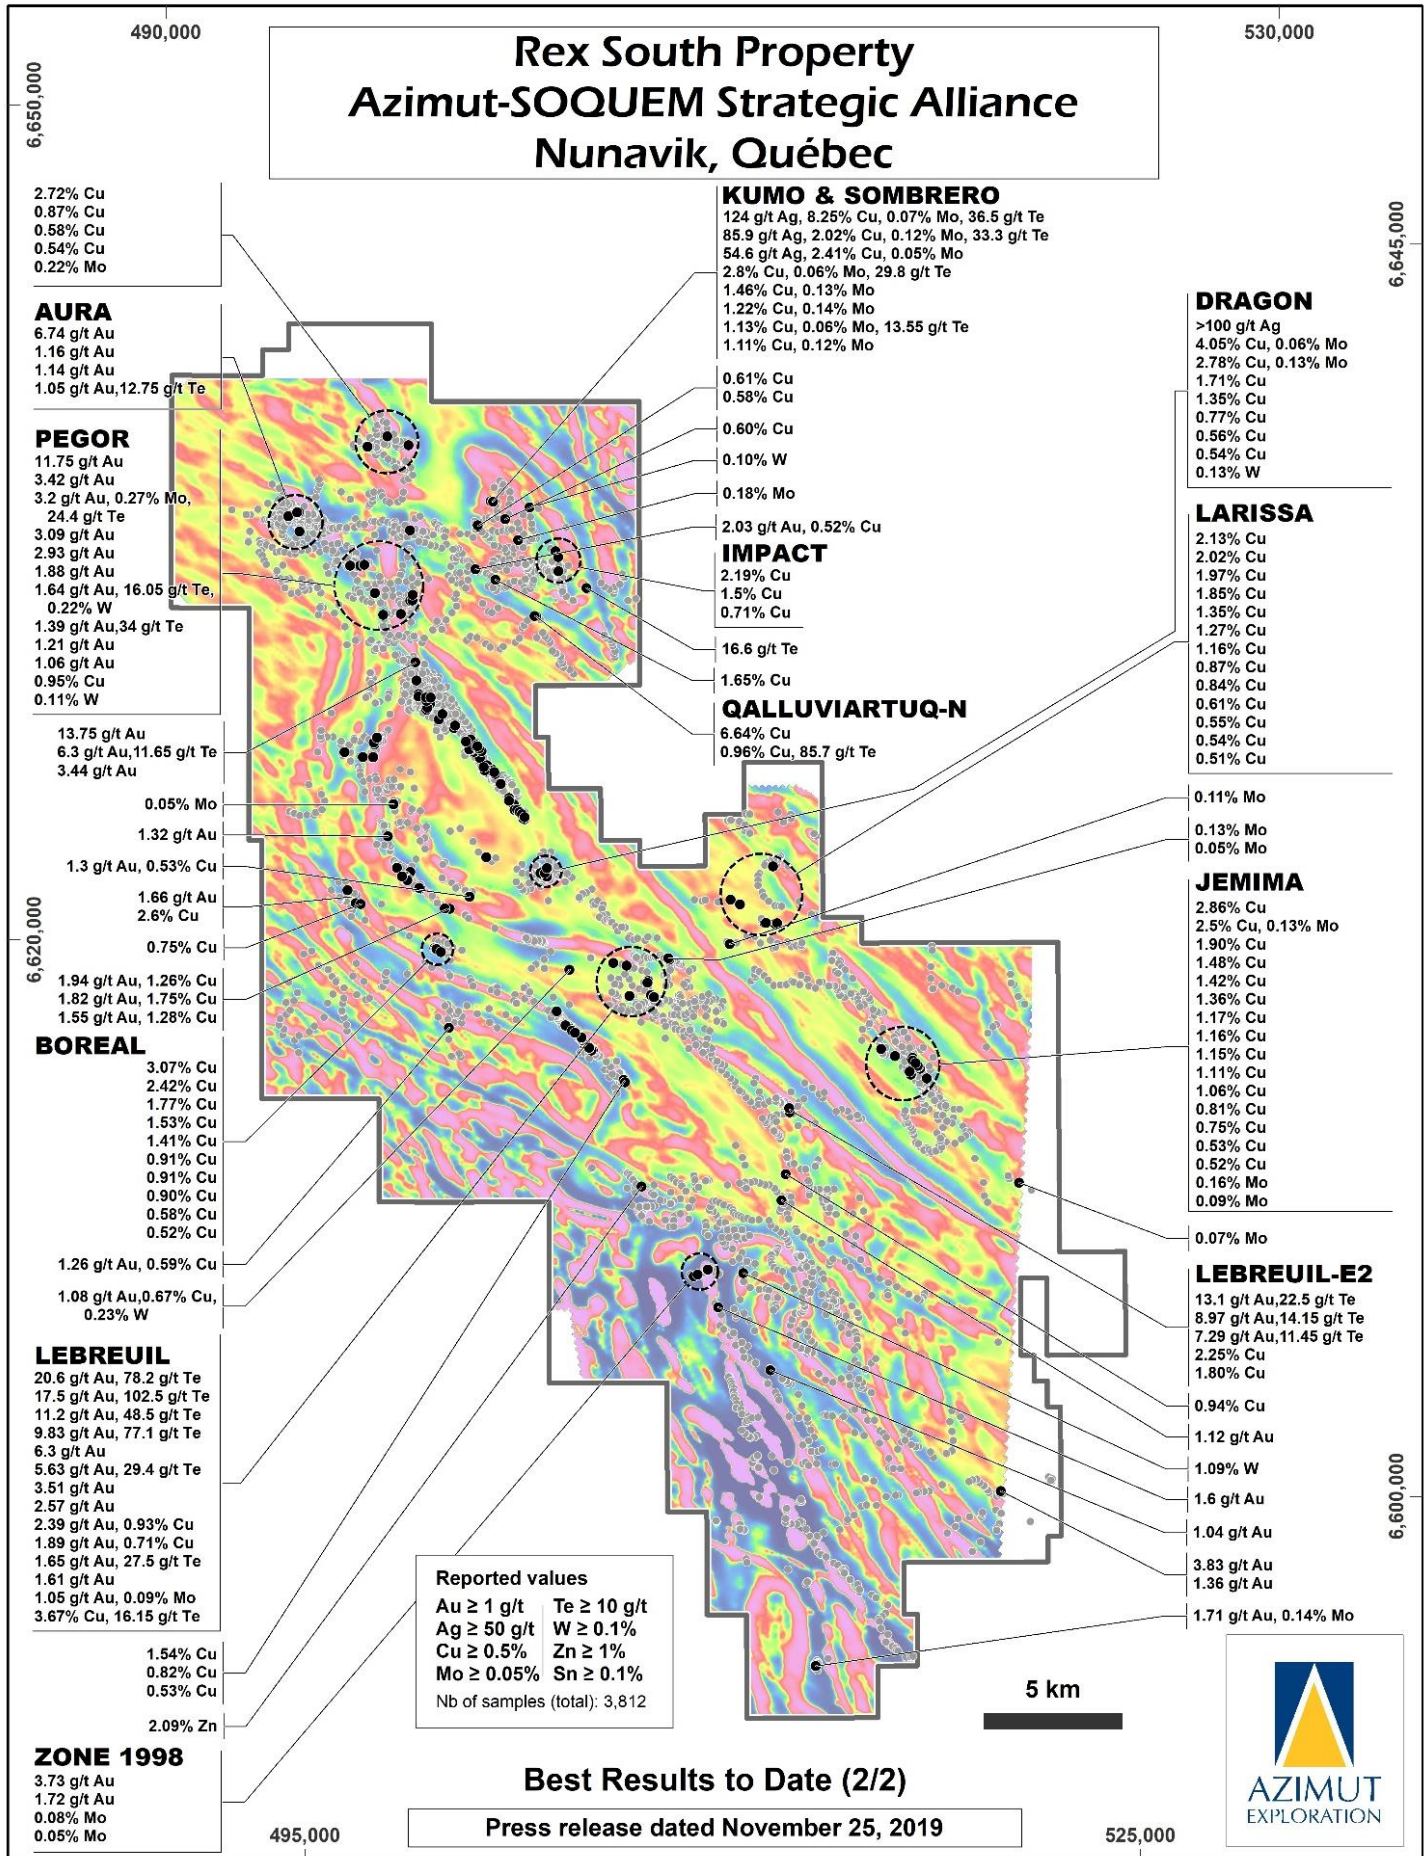 490,000
530,000
Rex South Property
Azimut-SOQUEM Strategic Alliance
Nunavik, Québec
6,650,000
6,645,000
2.72% Cu
0.87% Cu
0.58% Cu
0.54% Cu
0.22% Mo
AURA
6.74 g/t Au
1.16 g/t Au
1.14 g/t Au
1.05 g/t Au,12.75 g/t Te
PEGOR
11.75 g/t Au
3.42 g/t Au
3.2 g/t Au, 0.27% Mo,
24.4 g/t Te
3.09 g/t Au
2.93 g/t Au
1.88 g/t Au
1.64 g/t Au, 16.05 g/t Te,
0.22% W
1.39 g/t Au,34 g/t Te
1.21 g/t Au
1.06 g/t Au
0.95% Cu
0.11% W
13.75 g/t Au
6.3 g/t Au,11.65 g/t Te
3.44 g/t Au
0.05% Mo
1.32 g/t Au
1.3 g/t Au, 0.53% Cu
1.66 g/t Au
2.6% Cu
0.75% Cu
6,620,000
1.94 g/t Au, 1.26% Cu
1.82 g/t Au, 1.75% Cu
1.55 g/t Au, 1.28% Cu
BOREAL
3.07% Cu
2.42% Cu
1.77% Cu
1.53% Cu
1.41% Cu
0.91% Cu
0.91% Cu
0.90% Cu
0.58% Cu
0.52% Cu
1.26 g/t Au, 0.59% Cu
1.08 g/t Au,0.67% Cu,
0.23% W
LEBREUIL
20.6 g/t Au, 78.2 g/t Te
17.5 g/t Au, 102.5 g/t Te
11.2 g/t Au, 48.5 g/t Te
9.83 g/t Au, 77.1 g/t Te
6.3 g/t Au
5.63 g/t Au, 29.4 g/t Te
3.51 g/t Au
2.57 g/t Au
2.39 g/t Au, 0.93% Cu
1.89 g/t Au, 0.71% Cu
1.65 g/t Au, 27.5 g/t Te
1.61 g/t Au
1.05 g/t Au, 0.09% Mo
3.67% Cu, 16.15 g/t Te
1.54% Cu
0.82% Cu
0.53% Cu
2.09% Zn
ZONE 1998
3.73 g/t Au
1.72 g/t Au
0.08% Mo
0.05% Mo
KUMO & SOMBRERO
124 g/t Ag, 8.25% Cu, 0.07% Mo, 36.5 g/t Te
85.9 g/t Ag, 2.02% Cu, 0.12% Mo, 33.3 g/t Te
54.6 g/t Ag, 2.41% Cu, 0.05% Mo
2.8% Cu, 0.06% Mo, 29.8 g/t Te
1.46% Cu, 0.13% Mo
1.22% Cu, 0.14% Mo
1.13% Cu, 0.06% Mo, 13.55 g/t Te
1.11% Cu, 0.12% Mo
0.61% Cu
0.58% Cu
0.60% Cu
0.10% W
0.18% Mo
2.03 g/t Au, 0.52% Cu
IMPACT
2.19% Cu
1.5% Cu
0.71% Cu
16.6 g/t Te
1.65% Cu
QALLUVIARTUQ-N
6.64% Cu
0.96% Cu, 85.7 g/t Te
DRAGON
>100 g/t Ag
4.05% Cu, 0.06% Mo
2.78% Cu, 0.13% Mo
1.71% Cu
1.35% Cu
0.77% Cu
0.56% Cu
0.54% Cu
0.13% W
LARISSA
2.13% Cu
2.02% Cu
1.97% Cu
1.85% Cu
1.35% Cu
1.27% Cu
1.16% Cu
0.87% Cu
0.84% Cu
0.61% Cu
0.55% Cu
0.54% Cu
0.51% Cu
0.11% Mo
0.13% Mo
0.05% Mo
JEMIMA
2.86% Cu
2.5% Cu, 0.13% Mo
1.90% Cu
1.48% Cu
1.42% Cu
1.36% Cu
1.17% Cu
1.16% Cu
1.15% Cu
1.11% Cu
1.06% Cu
0.81% Cu
0.75% Cu
0.53% Cu
0.52% Cu
0.16% Mo
0.09% Mo
0.07% Mo
LEBREUIL-E2
13.1 g/t Au,22.5 g/t Te
8.97 g/t Au,14.15 g/t Te
7.29 g/t Au,11.45 g/t Te
2.25% Cu
1.80% Cu
0.94% Cu
1.12 g/t Au
1.09% W
1.6 g/t Au
6,600,000
1.04 g/t Au
3.83 g/t Au
1.36 g/t Au
1.71 g/t Au, 0.14% Mo
Reported values
Au ≥ 1 g/t Te ≥ 10 g/t
Ag ≥ 50 g/t W ≥ 0.1%
Cu ≥ 0.5% Zn ≥ 1%
Mo ≥ 0.05% Sn ≥ 0.1%
Nb of samples (total): 3,812
5 km
Best Results to Date (2/2)
Press release dated November 25, 2019
AZIMUT
EXPLORATION
495,000
525,000